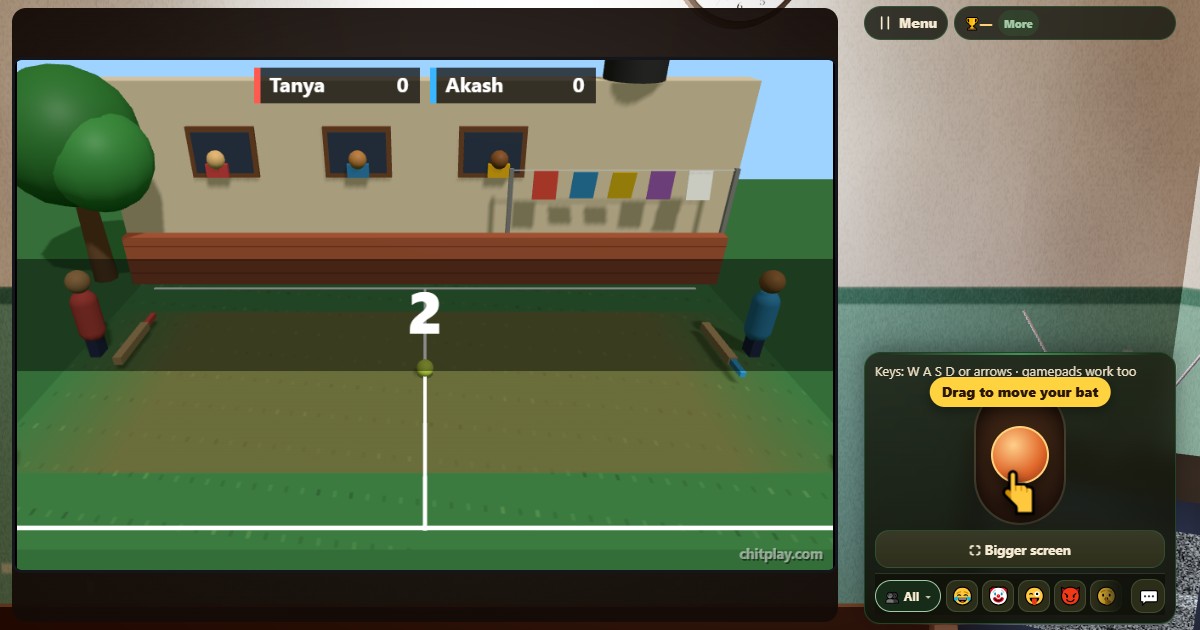 Tanya 0 Akash 0
2
chitplay.com
Menu
— More
Keys: W A S D or arrows · gamepads work too
Drag to move your bat
Bigger screen
All